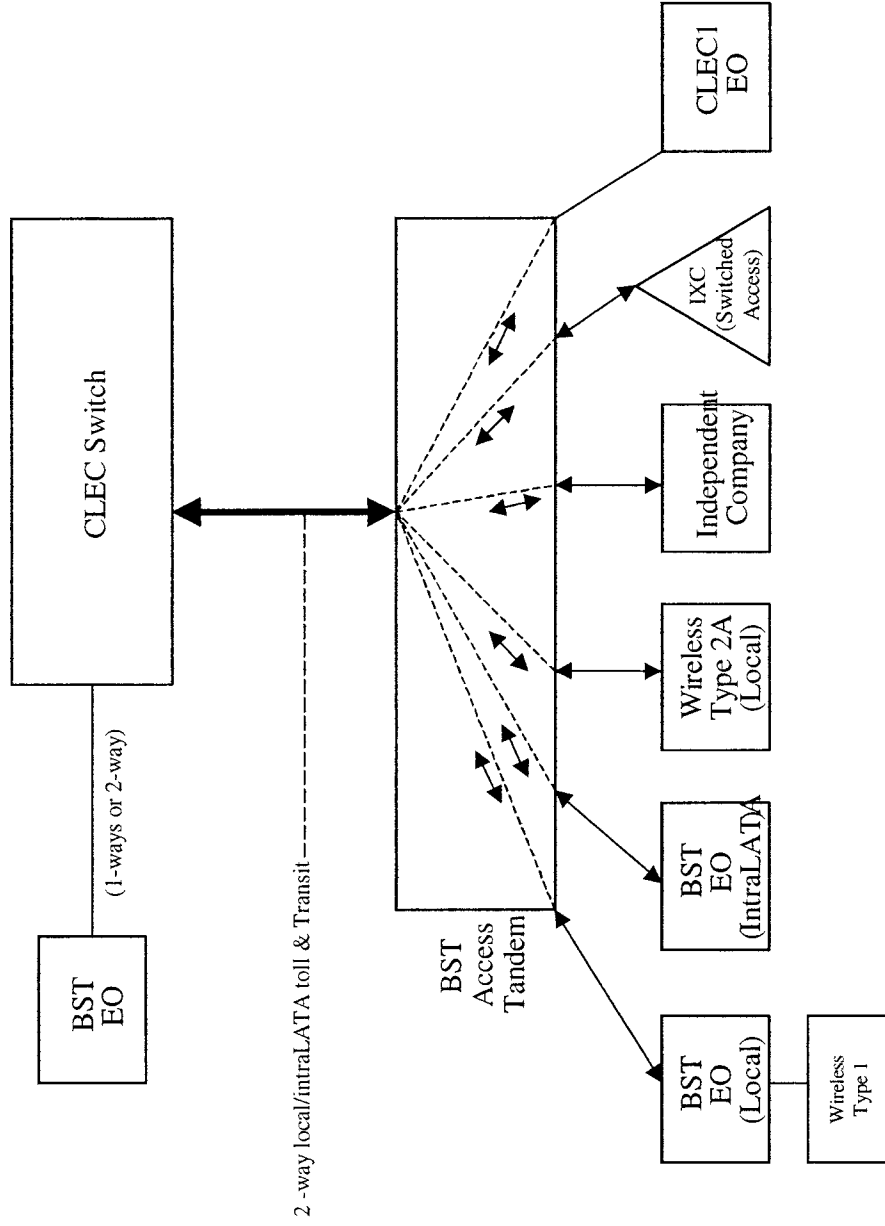 CLEC Switch
BST
EO
(1-ways or 2-way)
2 -way local/intraLATA toll & Transit
BST
Access
Tandem
BST
EO
(Local)
Wireless
Type 1
BST
EO
(IntraLATA)
Wireless
Type 2A
(Local)
Independent
Company
IXC
(Switched
Access)
CLEC1
EO